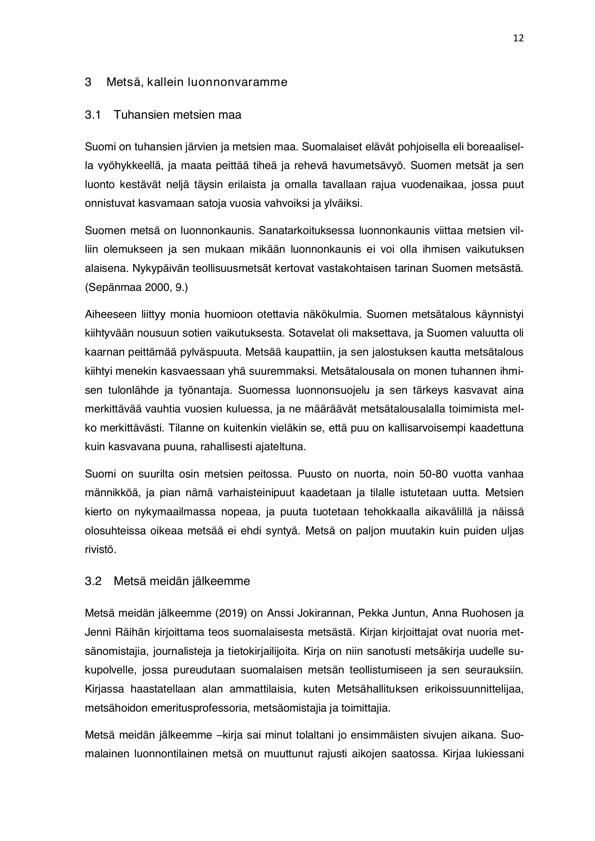 12
3 Metsä, kallein luonnonvaramme
3.1 Tuhansien metsien maa
Suomi on tuhansien järvien ja metsien maa. Suomalaiset elävät pohjoisella eli boreaalisel-
la vyöhykkeellä, ja maata peittää tiheä ja rehevä havumetsävyö. Suomen metsät ja sen
luonto kestävät neljä täysin erilaista ja omalla tavallaan rajua vuodenaikaa, jossa puut
onnistuvat kasvamaan satoja vuosia vahvoiksi ja ylväiksi.
Suomen metsä on luonnonkaunis. Sanatarkoituksessa luonnonkaunis viittaa metsien vil-
liin olemukseen ja sen mukaan mikään luonnonkaunis ei voi olla ihmisen vaikutuksen
alaisena. Nykypäivän teollisuusmetsät kertovat vastakohtaisen tarinan Suomen metsästä.
(Sepänmaa 2000, 9.)
Aiheeseen liittyy monia huomioon otettavia näkökulmia. Suomen metsätalous käynnistyi
kiihtyvään nousuun sotien vaikutuksesta. Sotavelat oli maksettava, ja Suomen valuutta oli
kaarnan peittämää pylväspuuta. Metsää kaupattiin, ja sen jalostuksen kautta metsätalous
kiihtyi menekin kasvaessaan yhä suuremmaksi. Metsätalousala on monen tuhannen ihmi-
sen tulonlähde ja työnantaja. Suomessa luonnonsuojelu ja sen tärkeys kasvavat aina
merkittävää vauhtia vuosien kuluessa, ja ne määräävät metsätalousalalla toimimista mel-
ko merkittävästi. Tilanne on kuitenkin vieläkin se, että puu on kallisarvoisempi kaadettuna
kuin kasvavana puuna, rahallisesti ajateltuna.
Suomi on suurilta osin metsien peitossa. Puusto on nuorta, noin 50-80 vuotta vanhaa
männikköä, ja pian nämä varhaisteinipuut kaadetaan ja tilalle istutetaan uutta. Metsien
kierto on nykymaailmassa nopeaa, ja puuta tuotetaan tehokkaalla aikavälillä ja näissä
olosuhteissa oikeaa metsää ei ehdi syntyä. Metsä on paljon muutakin kuin puiden uljas
rivistö.
3.2 Metsä meidän jälkeemme
Metsä meidän jälkeemme (2019) on Anssi Jokirannan, Pekka Juntun, Anna Ruohosen ja
Jenni Räihän kirjoittama teos suomalaisesta metsästä. Kirjan kirjoittajat ovat nuoria met-
sänomistajia, journalisteja ja tietokirjailijoita. Kirja on niin sanotusti metsäkirja uudelle su-
kupolvelle, jossa pureudutaan suomalaisen metsän teollistumiseen ja sen seurauksiin.
Kirjassa haastatellaan alan ammattilaisia, kuten Metsähallituksen erikoissuunnittelijaa,
metsähoidon emeritusprofessoria, metsäomistajia ja toimittajia.
Metsä meidän jälkeemme –kirja sai minut tolaltani jo ensimmäisten sivujen aikana. Suo-
malainen luonnontilainen metsä on muuttunut rajusti aikojen saatossa. Kirjaa lukiessani